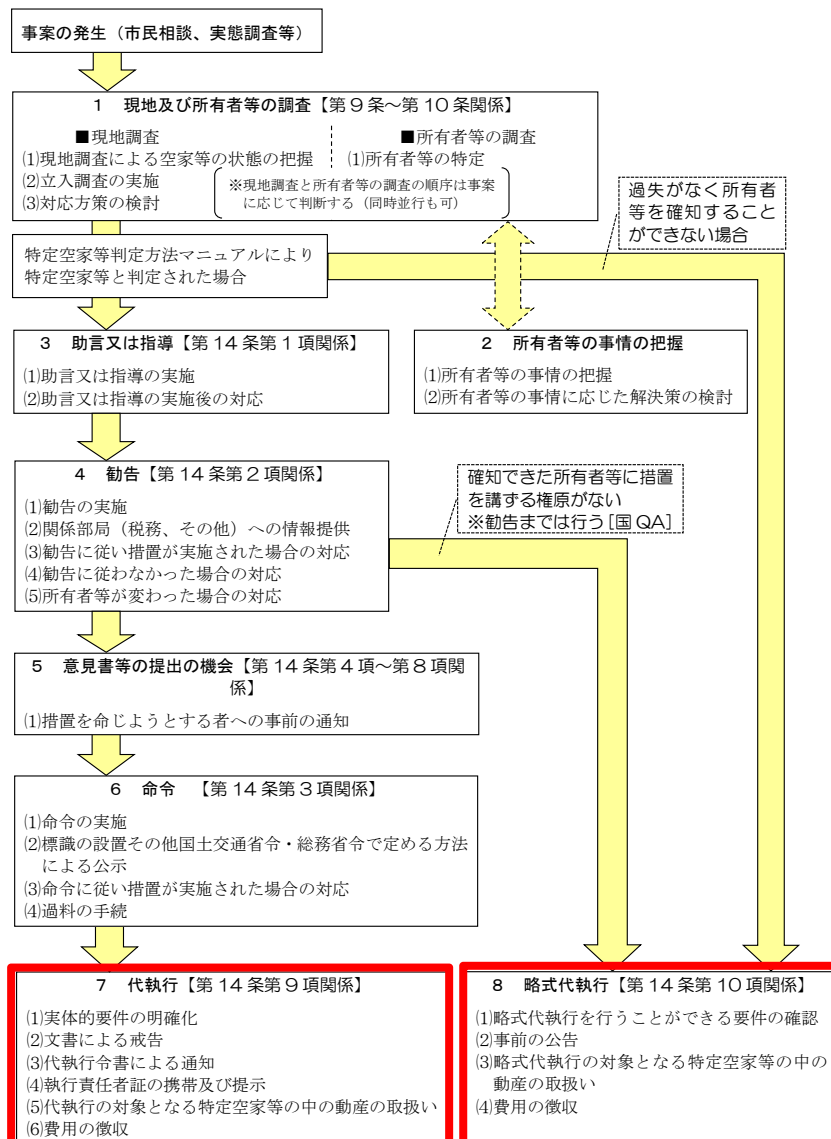 事案の発生（市民相談、実態調査等）
1 現地及び所有者等の調査【第９条～第10条関係】
■現地調査
⑴現地調査による空家等の状態の把握
⑵立入調査の実施
⑶対応方策の検討
■所有者等の調査
⑴所有者等の特定
※現地調査と所有者等の調査の順序は事案
に応じて判断する（同時並行も可）
過失がなく所有者
等を確知すること
ができない場合
特定空家等判定方法マニュアルにより
特定空家等と判定された場合
3 助言又は指導【第14条第１項関係】
⑴助言又は指導の実施
⑵助言又は指導の実施後の対応
2 所有者等の事情の把握
⑴所有者等の事情の把握
⑵所有者等の事情に応じた解決策の検討
4 勧告【第14条第２項関係】
⑴勧告の実施
⑵関係部局（税務、その他）への情報提供
⑶勧告に従い措置が実施された場合の対応
⑷勧告に従わなかった場合の対応
⑸所有者等が変わった場合の対応
確知できた所有者等に措置
を講ずる権原がない
※勧告までは行う[国QA]
5 意見書等の提出の機会【第14条第４項～第８項関
係】
⑴措置を命じようとする者への事前の通知
6 命令 【第14条第３項関係】
⑴命令の実施
⑵標識の設置その他国土交通省令・総務省令で定める方法
による公示
⑶命令に従い措置が実施された場合の対応
⑷過料の手続
7 代執行【第14条第９項関係】
⑴実体的要件の明確化
⑵文書による戒告
⑶代執行令書による通知
⑷執行責任者証の携帯及び提示
⑸代執行の対象となる特定空家等の中の動産の取扱い
⑹費用の徴収
8 略式代執行【第14条第10項関係】
⑴略式代執行を行うことができる要件の確認
⑵事前の公告
⑶略式代執行の対象となる特定空家等の中の
動産の取扱い
⑷費用の徴収